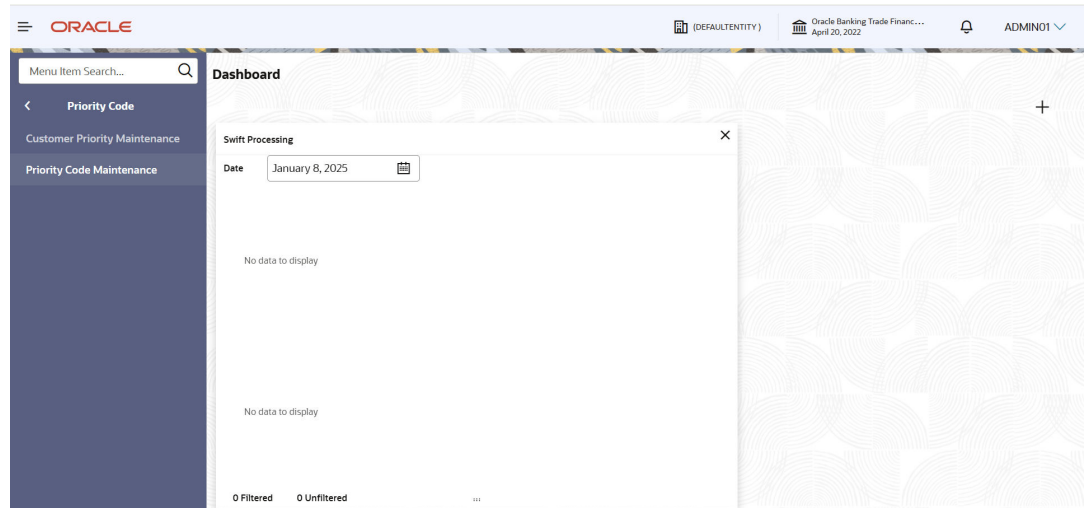 ORACLE
(DEFAULTENTITY)
Oracle Banking Trade Financ...
April 20, 2022
ADMIN01
Menu Item Search...
Priority Code
Customer Priority Maintenance
Priority Code Maintenance
Dashboard
Swift Processing
Date
January 8, 2025
No data to display
No data to display
0 Filtered 0 Unfiltered